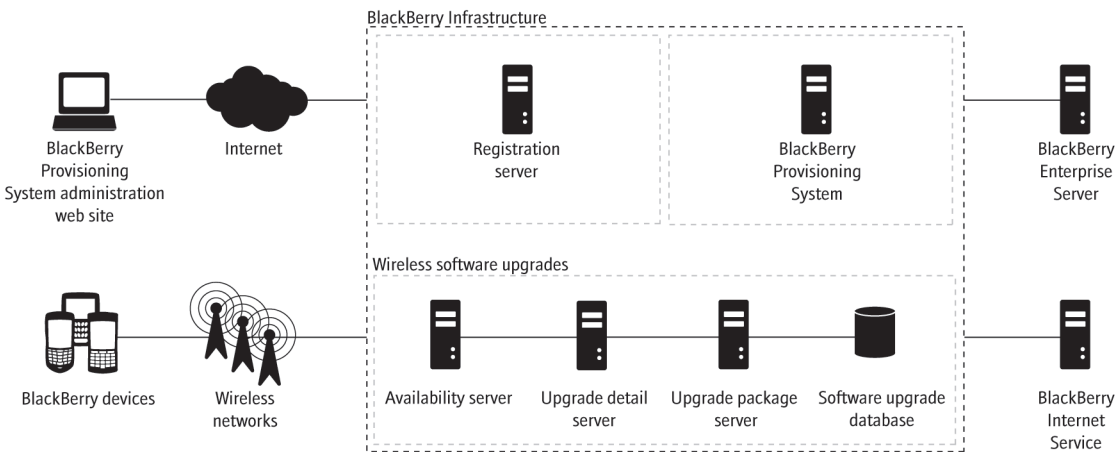 BlackBerry Infrastructure
BlackBerry
Provisioning
System administration
web site
Internet
Registration
server
BlackBerry
Provisioning
System
BlackBerry
Enterprise
Server
Wireless software upgrades
BlackBerry devices
Wireless
networks
Availability server
Upgrade detail
server
Upgrade package
server
Software upgrade
database
BlackBerry
Internet
Service